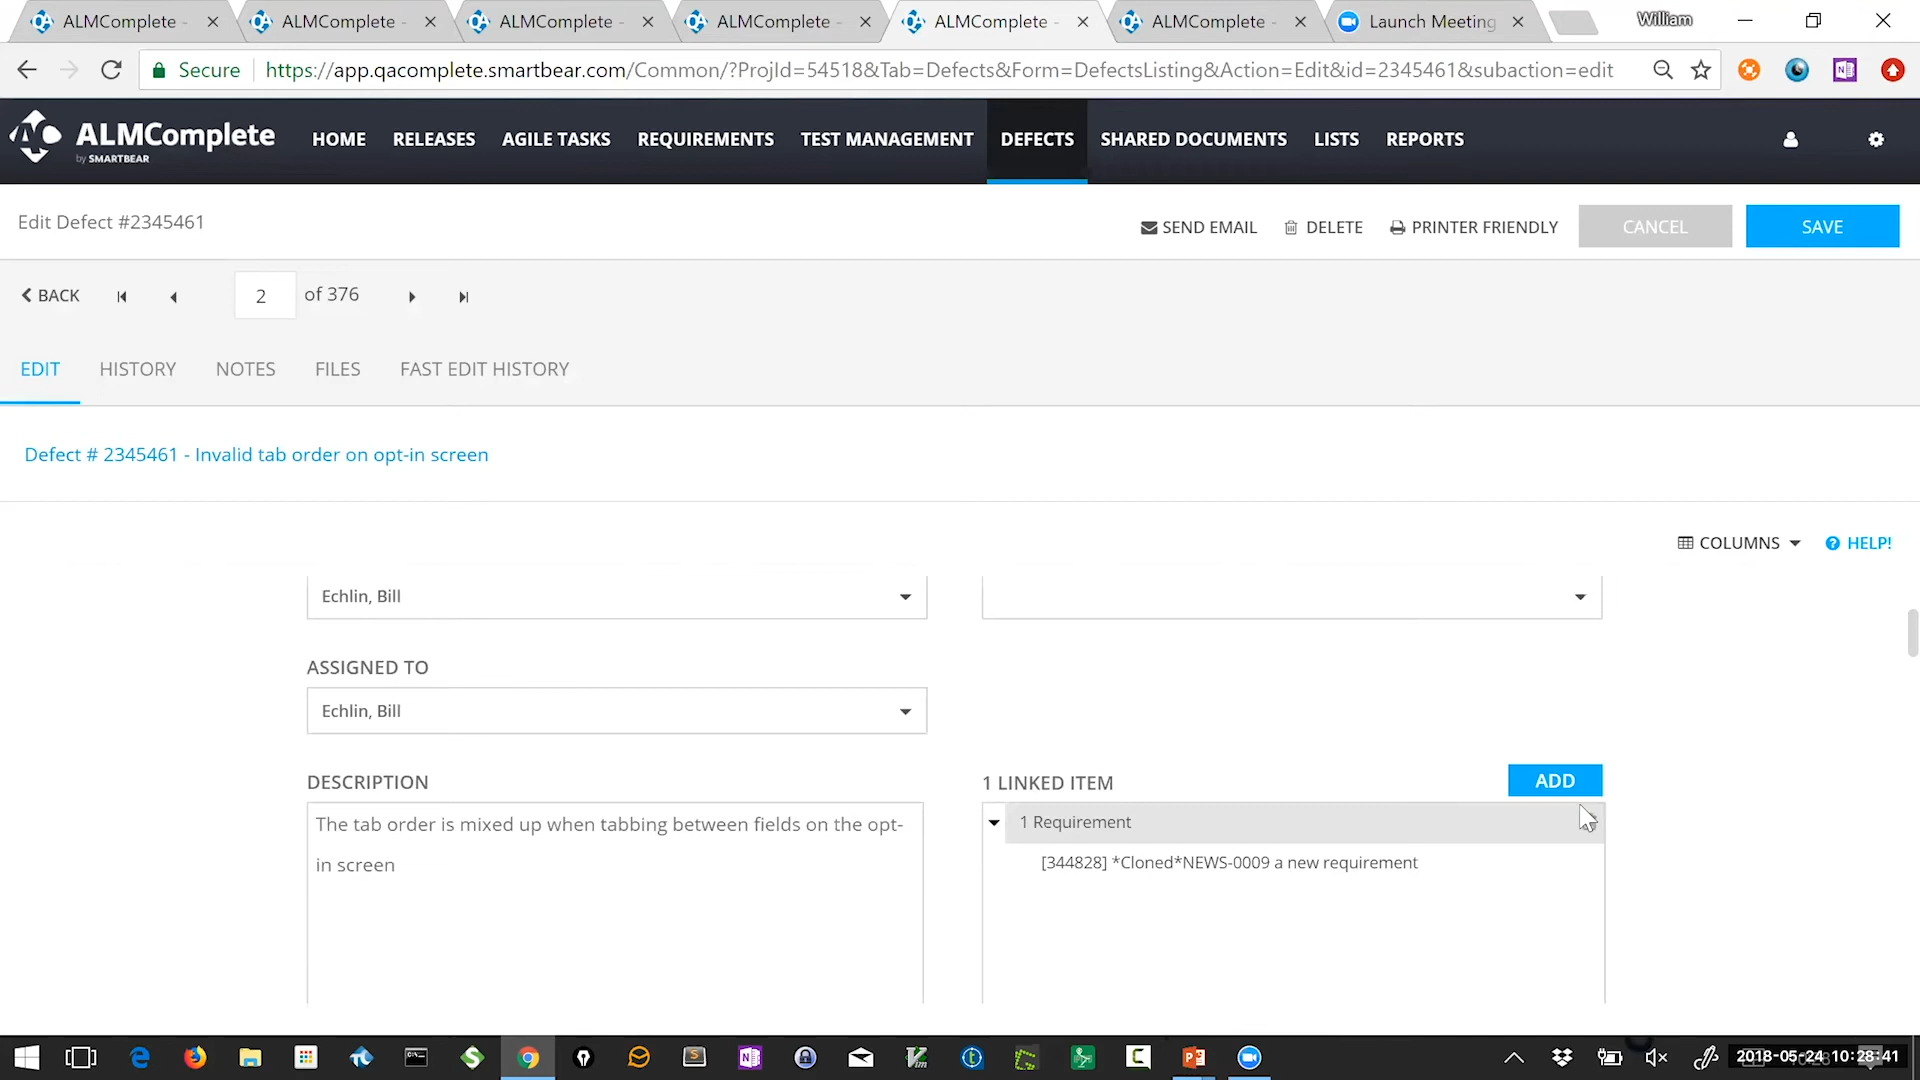 ALMComplete -
ALMComplete -
ALMComplete -
ALMComplete -
ALMComplete -
ALMComplete -
Launch Meeting
William
Secure
https://app.qacomplete.smartbear.com/Common/?ProjId=54518&Tab=Defects&Form=DefectsListing&Action=Edit&id=2345461&subaction=edit
ALMComplete
by SMARTBEAR
HOME
RELEASES
AGILE TASKS
REQUIREMENTS
TEST MANAGEMENT
DEFECTS
SHARED DOCUMENTS
LISTS
REPORTS
Edit Defect #2345461
SEND EMAIL
DELETE
PRINTER FRIENDLY
CANCEL
SAVE
BACK
2
of 376
EDIT
HISTORY
NOTES
FILES
FAST EDIT HISTORY
Defect # 2345461 - Invalid tab order on opt-in screen
COLUMNS
HELP!
Echlin, Bill
ASSIGNED TO
Echlin, Bill
DESCRIPTION
The tab order is mixed up when tabbing between fields on the opt-
in screen
1 LINKED ITEM
ADD
1 Requirement
[344828] *Cloned*NEWS-0009 a new requirement
2018-05-24 10:28:41